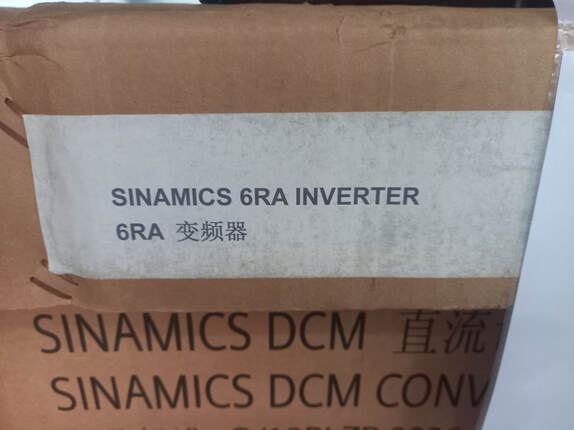 SINAMICS 6RA INVERTER
6RA 变频器
SINAMICS DCM 直流
SINAMICS DCM CONV